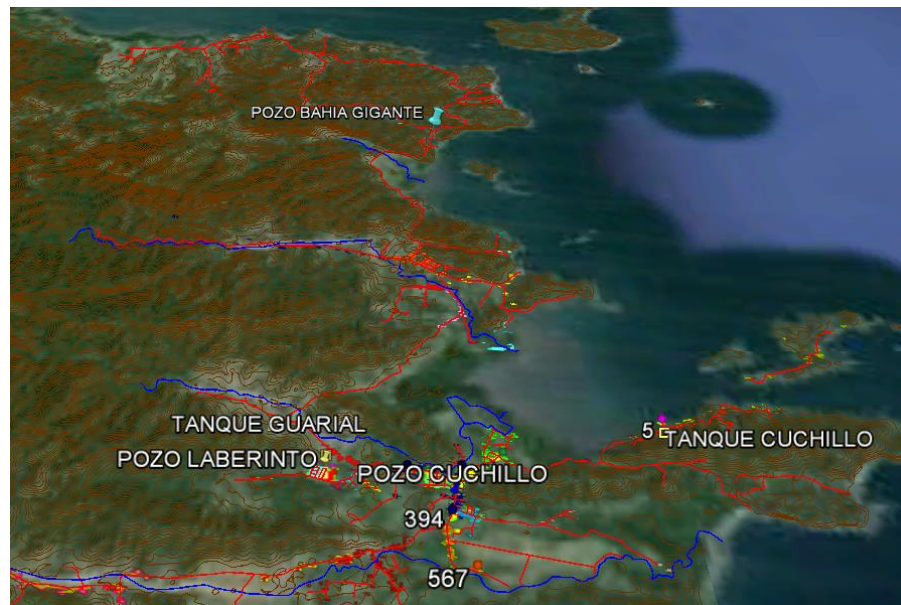 POZO BAHIA GIGANTE
TANQUE GUARIAL
5 TANQUE CUCHILLO
POZO LABERINTO
POZO CUCHILLO
394
567